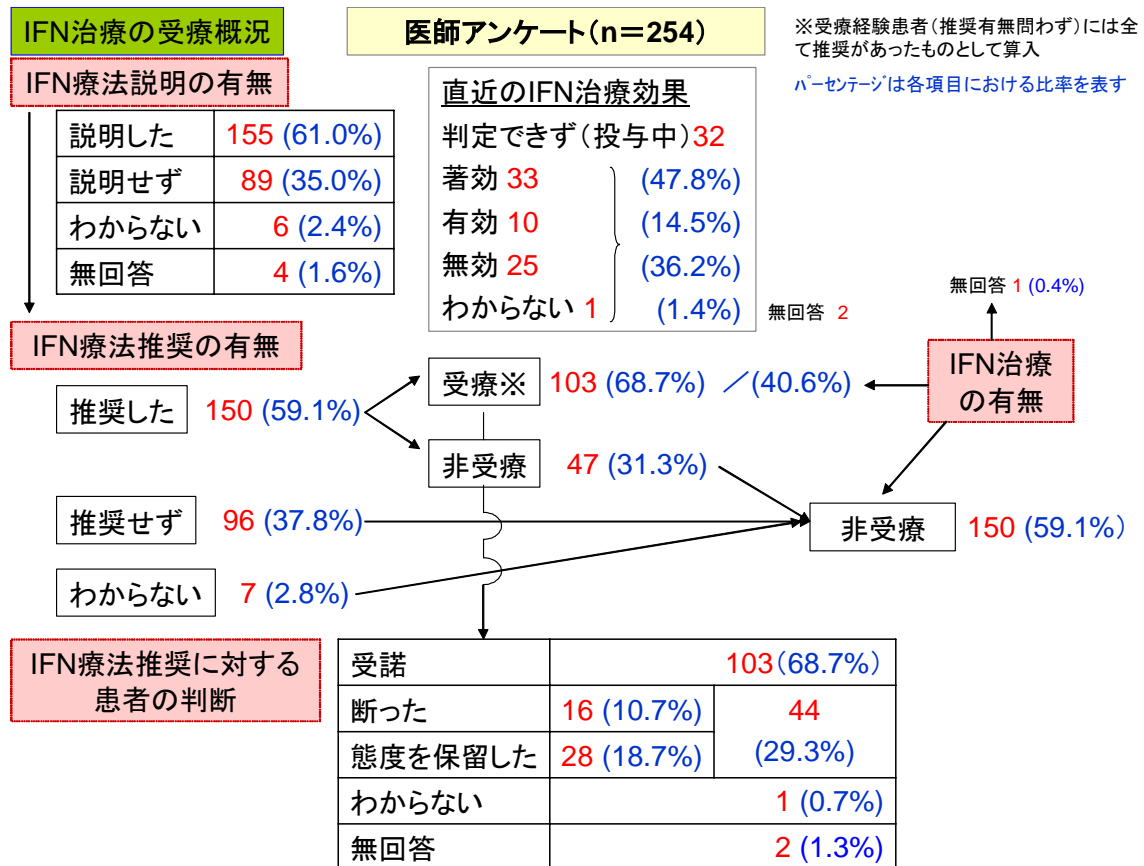 IFN治療の受療概況
医師アンケート（n＝254）
※受療経験患者（推奨有無問わず）には全
て推奨があったものとして算入
パーセンテージは各項目における比率を表す
IFN療法説明の有無
説明した 155 (61.0%)
説明せず 89 (35.0%)
わからない 6 (2.4%)
無回答 4 (1.6%)
直近のIFN治療効果
判定できず（投与中）32
著効 33 (47.8%)
有効 10 (14.5%)
無効 25 (36.2%)
わからない 1 (1.4%)
無回答 2
無回答 1 (0.4%)
IFN療法推奨の有無
IFN治療
の有無
推奨した 150 (59.1%)
受療※ 103 (68.7%) ／(40.6%)
非受療 47 (31.3%)
推奨せず 96 (37.8%)
非受療 150 (59.1%）
わからない 7 (2.8%)
IFN療法推奨に対する
患者の判断
受諾 103（68.7%）
断った 16 (10.7%) 44
態度を保留した 28 (18.7%) (29.3%)
わからない 1 (0.7%)
無回答 2 (1.3%)